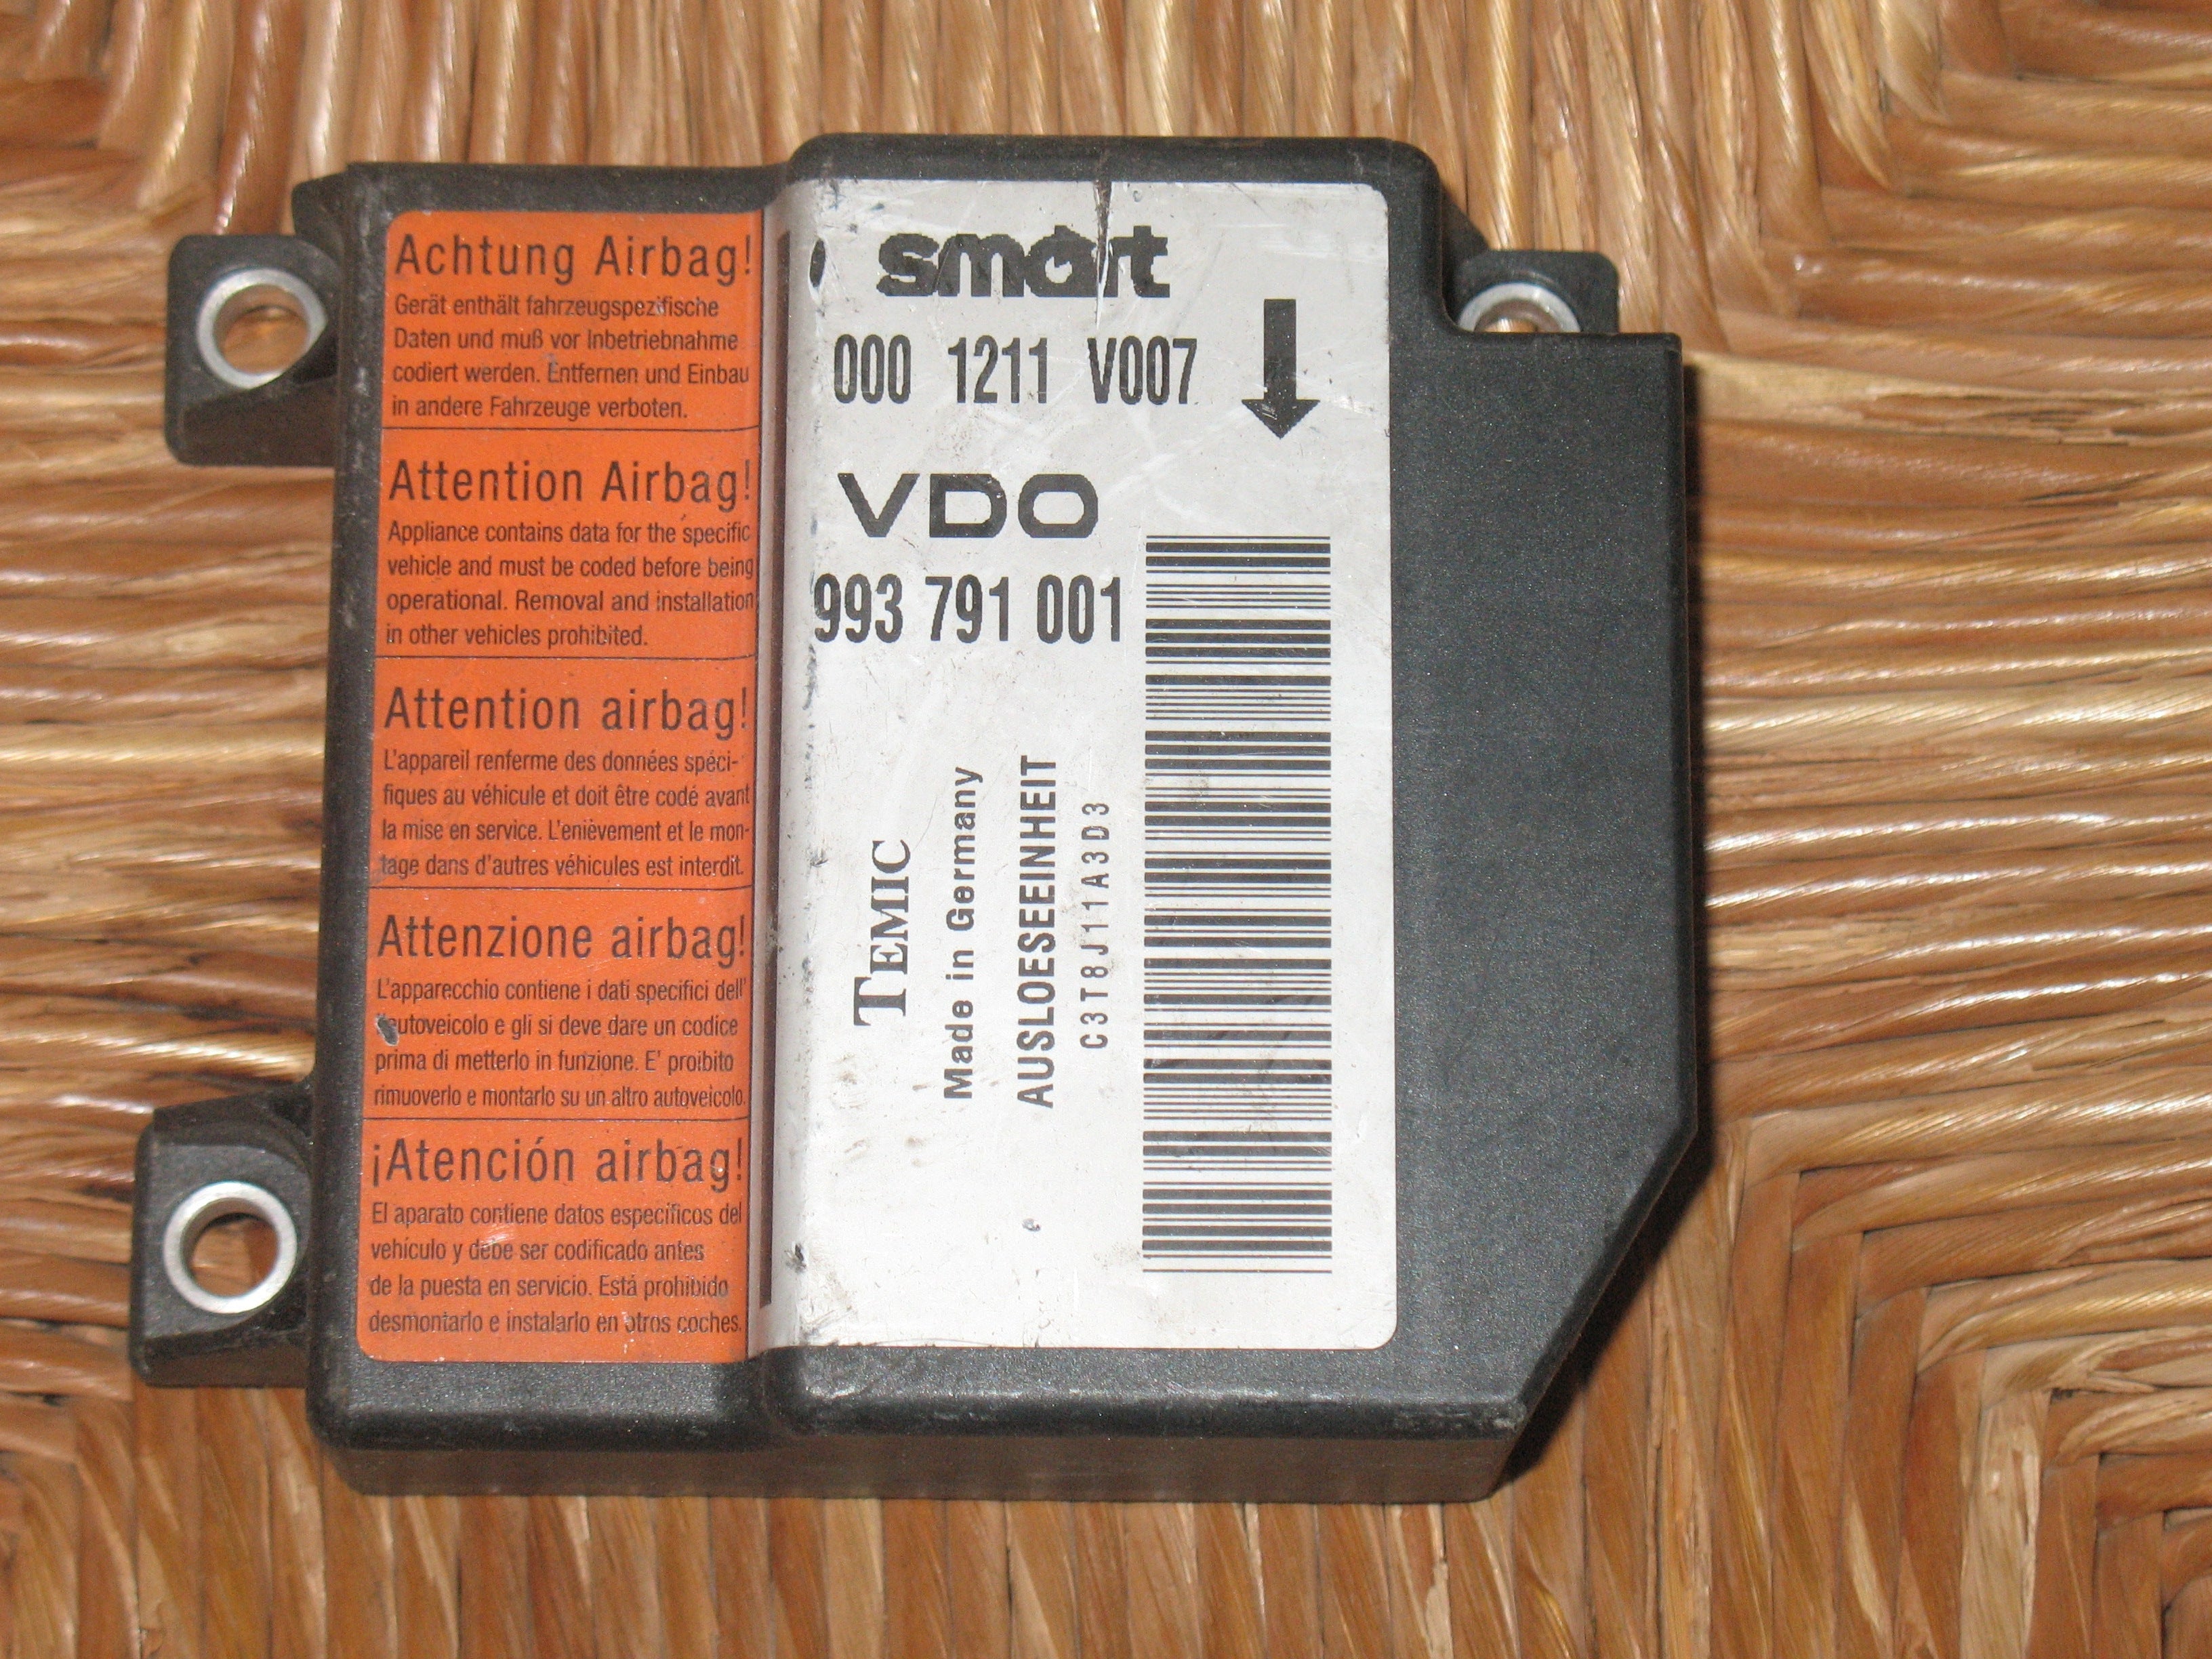 Achtung Airbag!
Gerät enthält fahrzeugspezifische
Daten und muß vor Inbetriebnahme
codiert werden. Entfernen und Einbau
in andere Fahrzeuge verboten.
Attention Airbag!
Appliance contains data for the specific
vehicle and must be coded before being
operational. Removal and installation
in other vehicles prohibited.
Attention airbag!
L'appareil renferme des données spéci-
fiques au véhicule et doit être codé avant
la mise en service. L'enièvement et le mon-
tage dans d'autres véhicules est interdit.
Attenzione airbag!
L'apparecchio contiene i dati specifici dell'
autoveicolo e gli si deve dare un codice
prima di metterlo in funzione. E' proibito
rimuoverlo e montarlo su un altro autoveicolo.
¡Atención airbag!
El aparato contiene datos específicos del
vehículo y debe ser codificado antes
de la puesta en servicio. Está prohibido
desmontarlo e instalarlo en otros coches.
smart
000 1211 V007
VDO
993 791 001
TEMIC
Made in Germany
AUSLOESEEINHEIT
C3T8J11A3D3